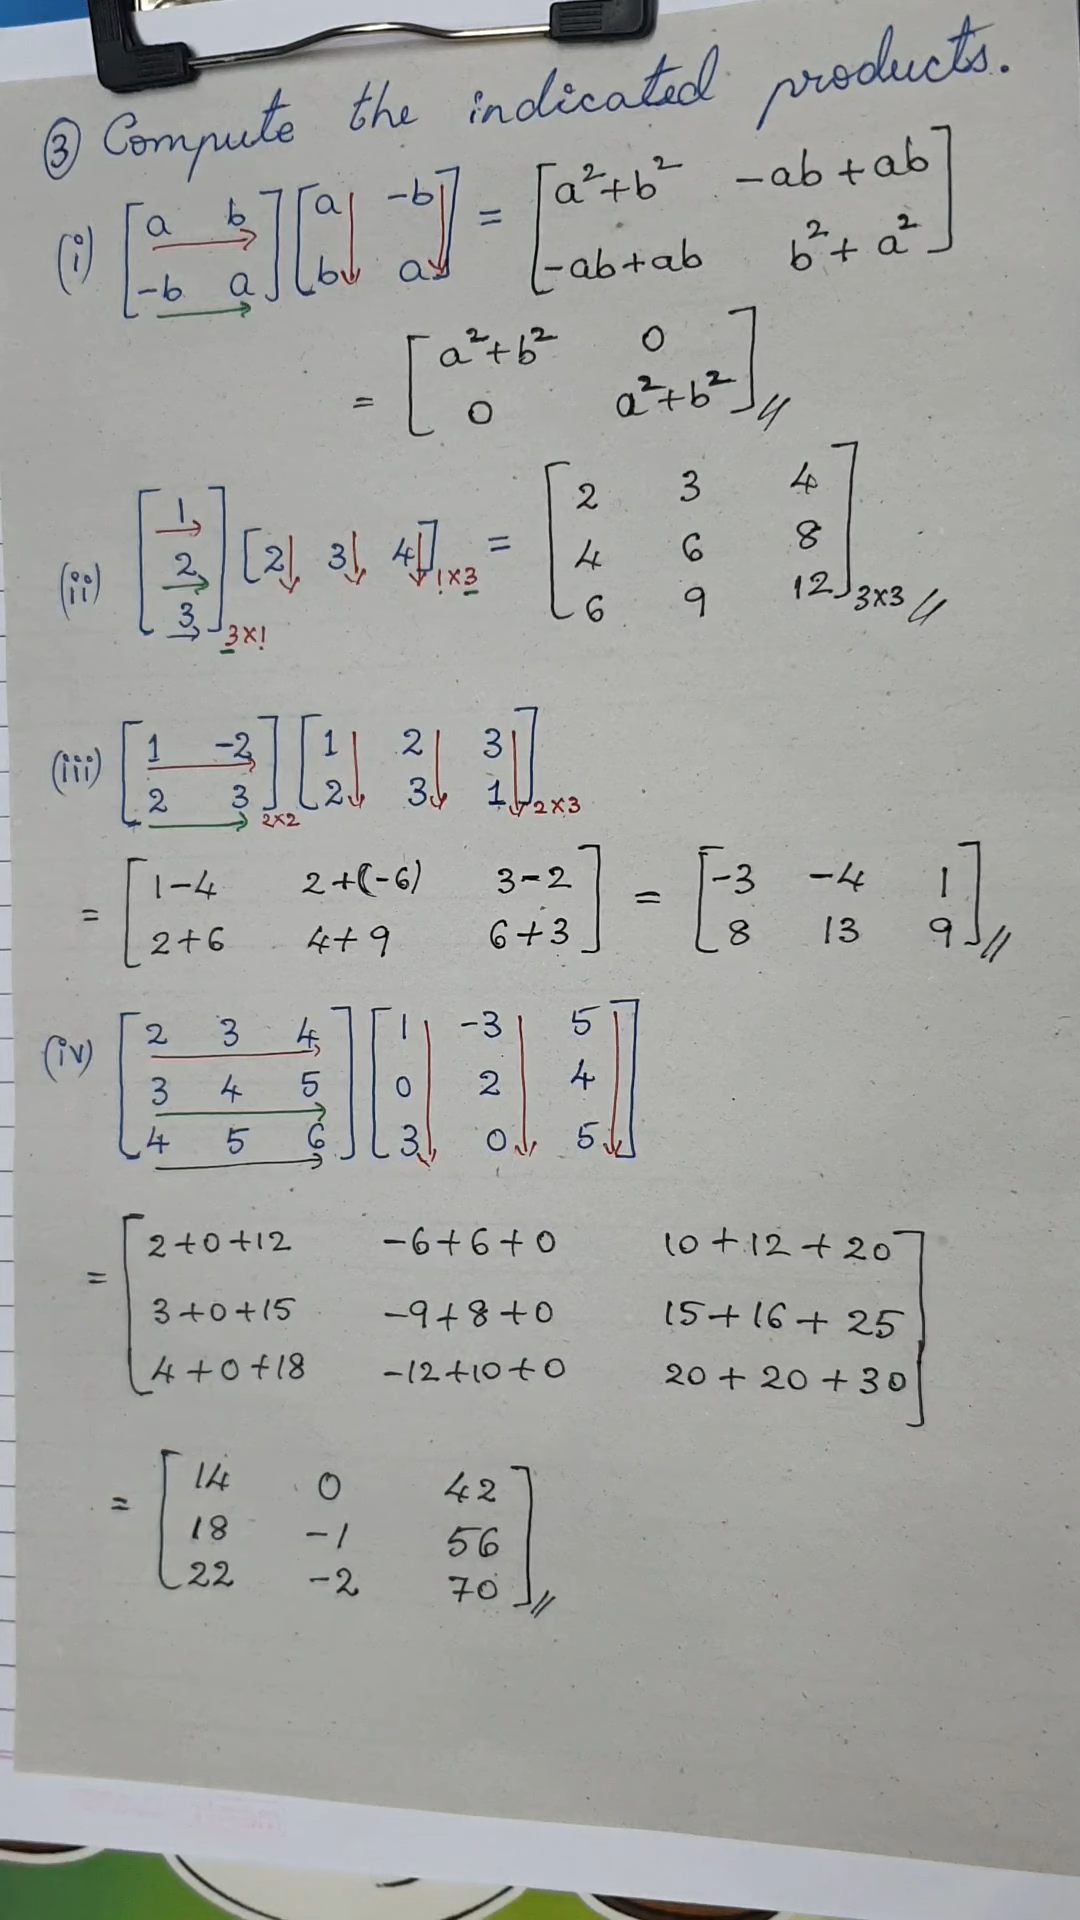 ③ Compute the indicated products.
(i) [a b; -b a] [a -b; b a] = [a²+b² -ab+ab; -ab+ab b²+a²]
= [a²+b² 0; 0 a²+b²]//
(ii) [1; 2; 3]3×1 [2 3 4]1×3 = [2 3 4; 4 6 8; 6 9 12]3×3 //
(iii) [1 -2; 2 3]2×2 [1 2 3; 2 3 1]2×3
= [1-4 2+(-6) 3-2; 2+6 4+9 6+3] = [-3 -4 1; 8 13 9]//
(iv) [2 3 4; 3 4 5; 4 5 6] [1 -3 5; 0 2 4; 3 0 5]
= [2+0+12 -6+6+0 10+12+20; 3+0+15 -9+8+0 15+16+25; 4+0+18 -12+10+0 20+20+30]
= [14 0 42; 18 -1 56; 22 -2 70]//